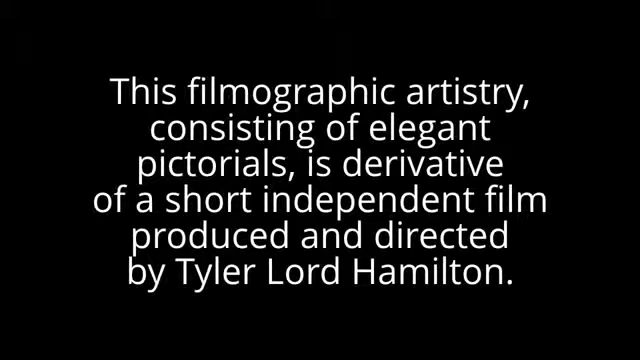 This filmographic artistry,
consisting of elegant
pictorials, is derivative
of a short independent film
produced and directed
by Tyler Lord Hamilton.